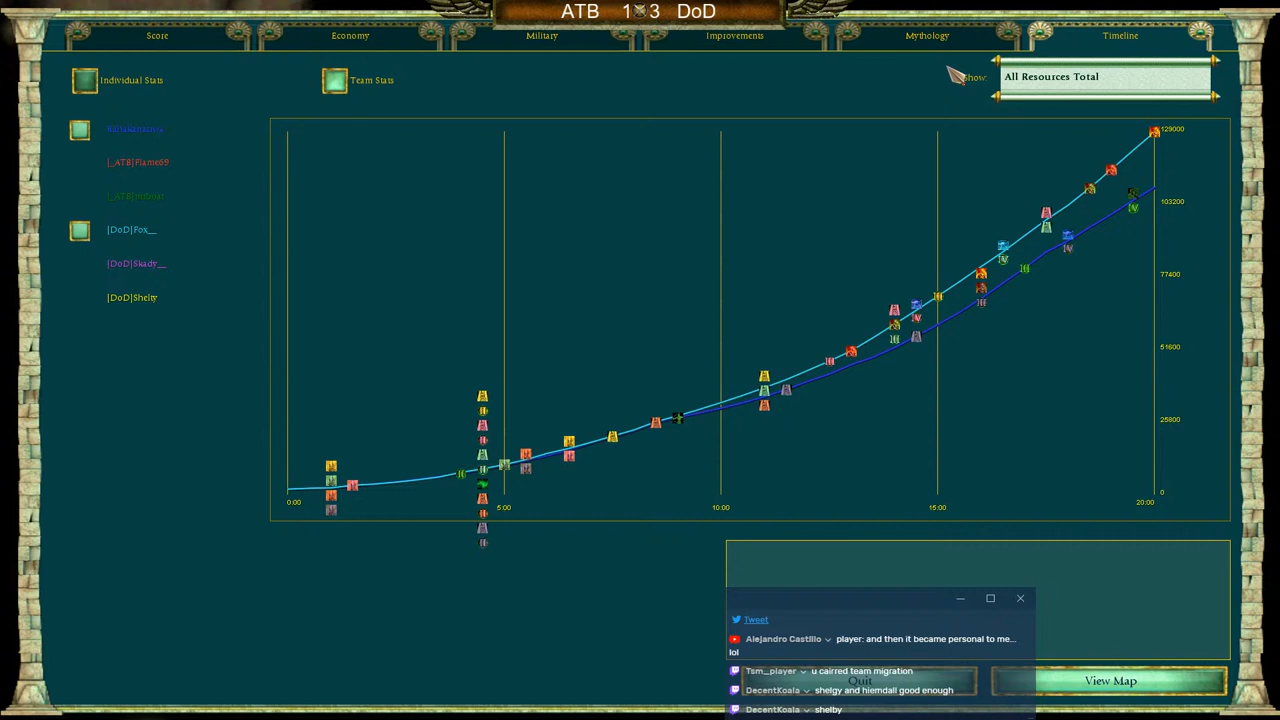 ATB 1 3 DoD
Score Economy Military Improvements Mythology Timeline
Individual Stats Team Stats Show: All Resources Total
|_ATB|Flame69
|DoD|Fox__
|DoD|Skady__
|DoD|Shelty
129000
103200
77400
51600
25800
0
0:00 5:00 10:00 15:00 20:00
Tweet
Alejandro Castillo player: and then it became personal to me...
lol
Tsm_player u cairred team migration
Quit View Map
DecentKoala shelgy and hiemdall good enough
DecentKoala shelby